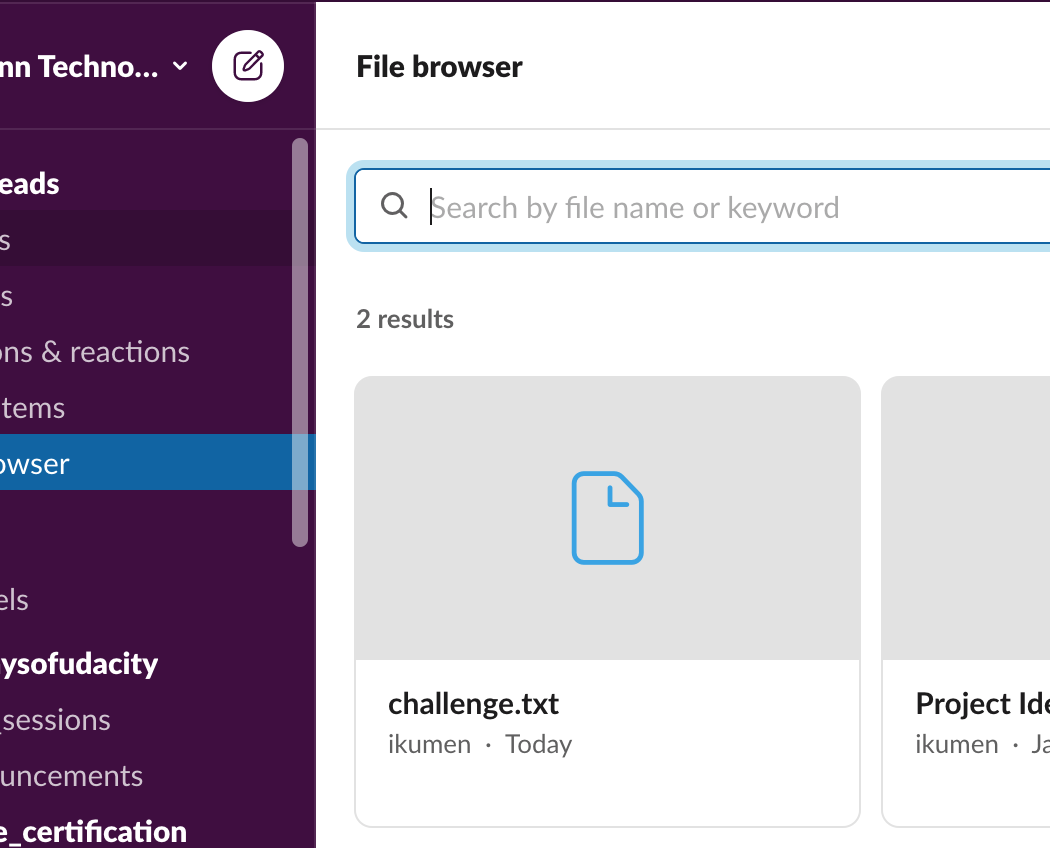 nn Techno...
eads
s
s
ons & reactions
tems
owser
els
ysofudacity
_sessions
uncements
e_certification
File browser
Search by file name or keyword
2 results
challenge.txt
ikumen · Today
Project Ide
ikumen · Ja